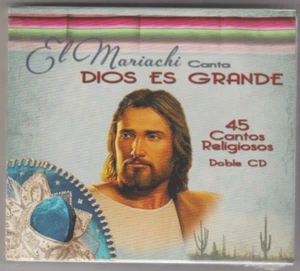 El Mariachi Canta
DIOS ES GRANDE
45
Cantos
Religiosos
Doble CD